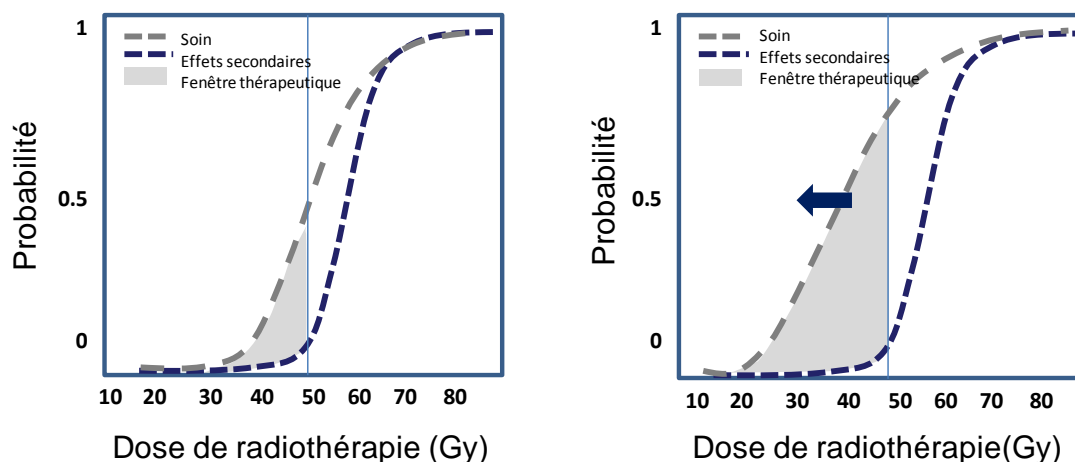 1
Soin
Effets secondaires
Fenêtre thérapeutique
0.5
Probabilité
0
10 20 30 40 50 60 70 80
Dose de radiothérapie (Gy)
1
Soin
Effets secondaires
Fenêtre thérapeutique
0.5
Probabilité
0
10 20 30 40 50 60 70 80
Dose de radiothérapie(Gy)